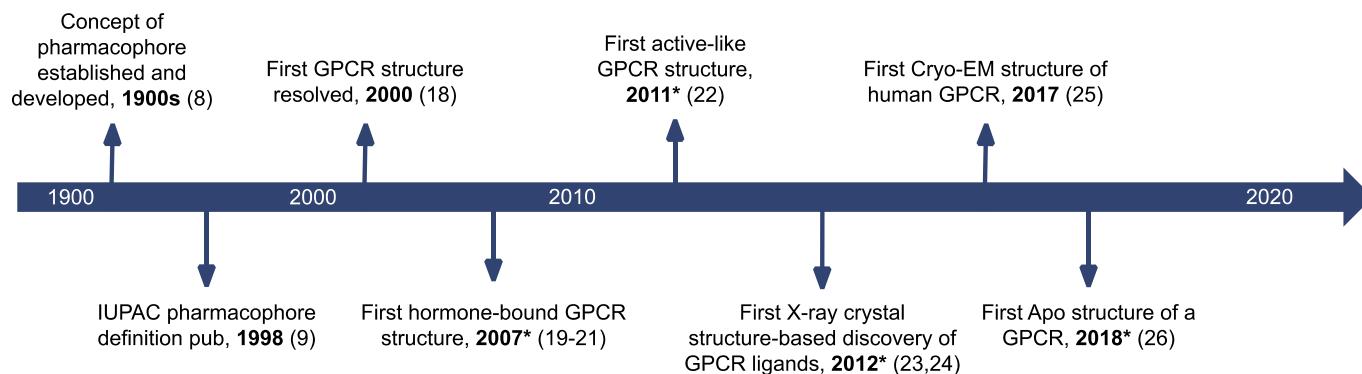 Concept of
pharmacophore
established and
developed, 1900s (8)
First GPCR structure
resolved, 2000 (18)
First active-like
GPCR structure,
2011* (22)
First Cryo-EM structure of
human GPCR, 2017 (25)
1900
2000
2010
2020
IUPAC pharmacophore
definition pub, 1998 (9)
First hormone-bound GPCR
structure, 2007* (19-21)
First X-ray crystal
structure-based discovery of
GPCR ligands, 2012* (23,24)
First Apo structure of a
GPCR, 2018* (26)